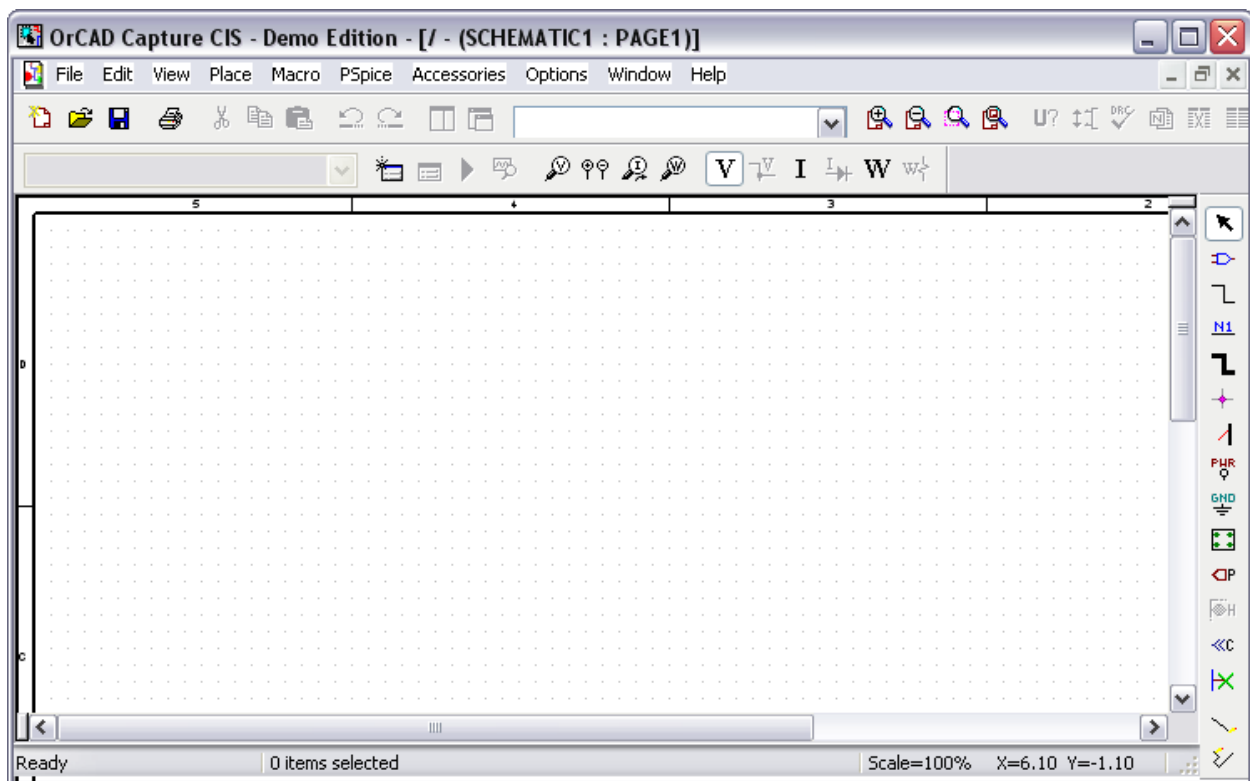 OrCAD Capture CIS - Demo Edition - [/ - (SCHEMATIC1 : PAGE1)]
File Edit View Place Macro PSpice Accessories Options Window Help
U? DRC N
V I W V V I I W W
5 4 3 2
N1
D
PWR
GND
P
H
C
C
Ready 0 items selected Scale=100% X=6.10 Y=-1.10